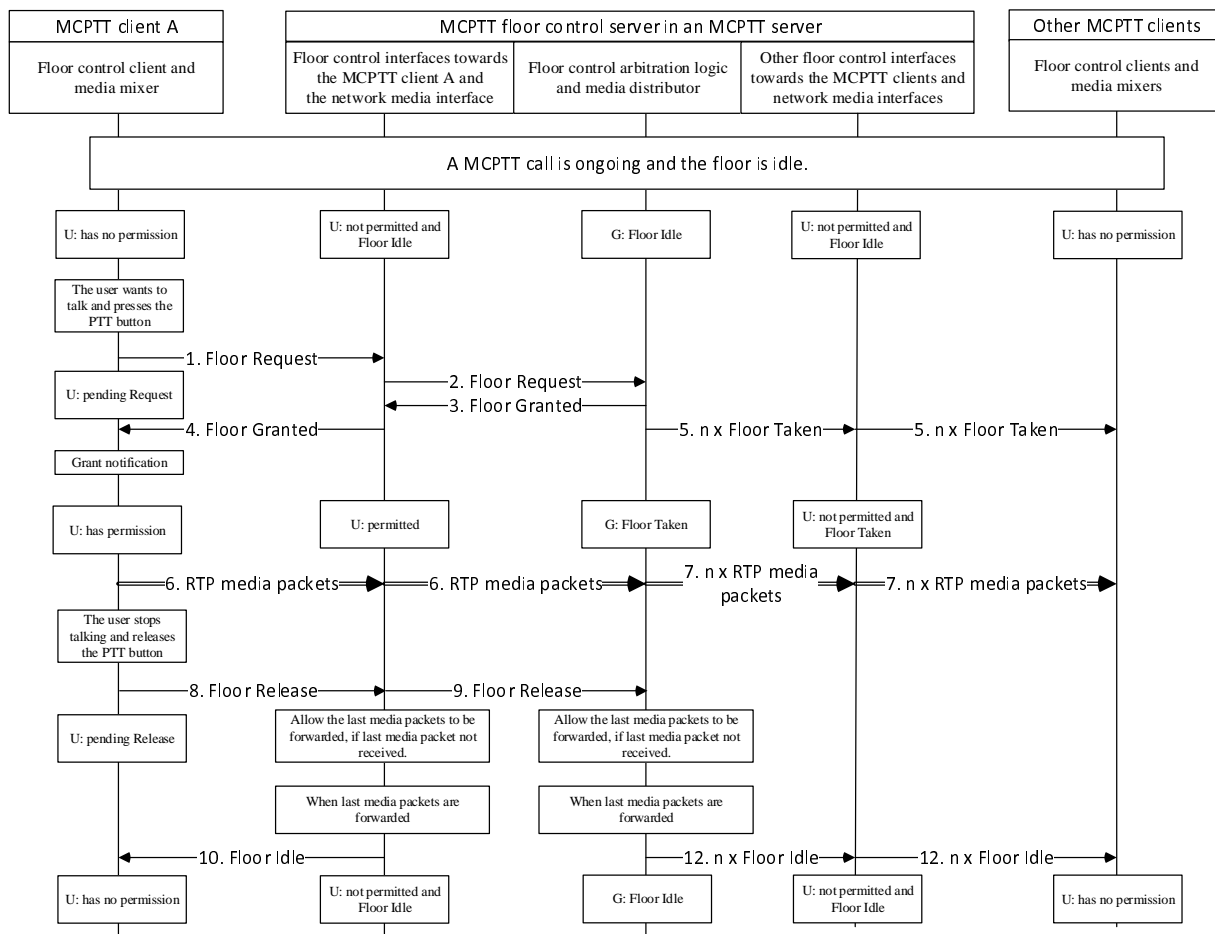 MCPTT client A
MCPTT floor control server in an MCPTT server
Other MCPTT clients
Floor control client and
media mixer
Floor control interfaces towards
the MCPTT client A and
the network media interface
Floor control arbitration logic
and media distributor
Other floor control interfaces
towards the MCPTT clients and
network media interfaces
Floor control clients and
media mixers
A MCPTT call is ongoing and the floor is idle.
U: has no permission
U: not permitted and
Floor Idle
G: Floor Idle
U: not permitted and
Floor Idle
U: has no permission
The user wants to
talk and presses the
PTT button
1. Floor Request
2. Floor Request
U: pending Request
3. Floor Granted
4. Floor Granted
5. n x Floor Taken
5. n x Floor Taken
Grant notification
U: has permission
U: permitted
G: Floor Taken
U: not permitted and
Floor Taken
6. RTP media packets
6. RTP media packets
7. n x RTP media
packets
7. n x RTP media packets
The user stops
talking and releases
the PTT button
8. Floor Release
9. Floor Release
U: pending Release
Allow the last media packets to be
forwarded, if last media packet not
received.
Allow the last media packets to be
forwarded, if last media packet not
received.
When last media packets are
forwarded
When last media packets are
forwarded
10. Floor Idle
12. n x Floor Idle
12. n x Floor Idle
U: has no permission
U: not permitted and
Floor Idle
G: Floor Idle
U: not permitted and
Floor Idle
U: has no permission